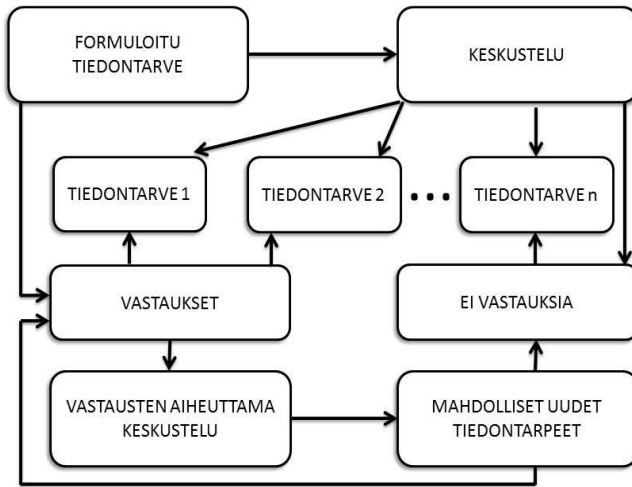 FORMULOITU
TIEDONTARVE
KESKUSTELU
TIEDONTARVE 1
TIEDONTARVE 2
...
TIEDONTARVE n
VASTAUKSET
EI VASTAUKSIA
VASTAUSTEN AIHEUTTAMA
KESKUSTELU
MAHDOLLISET UUDET
TIEDONTARPEET